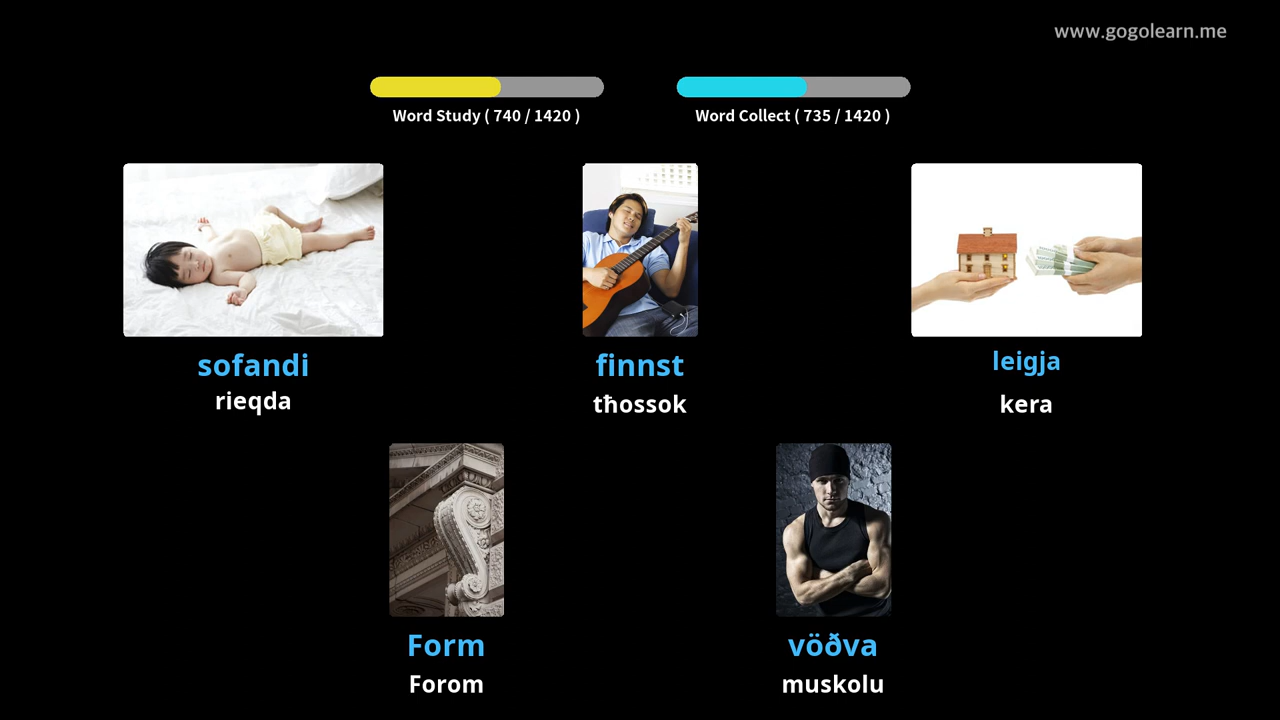 www.gogolearn.me
Word Study ( 740 / 1420 )
Word Collect ( 735 / 1420 )
sofandi
rieqda
finnst
tħossok
leigja
kera
Form
Forom
vöðva
muskolu